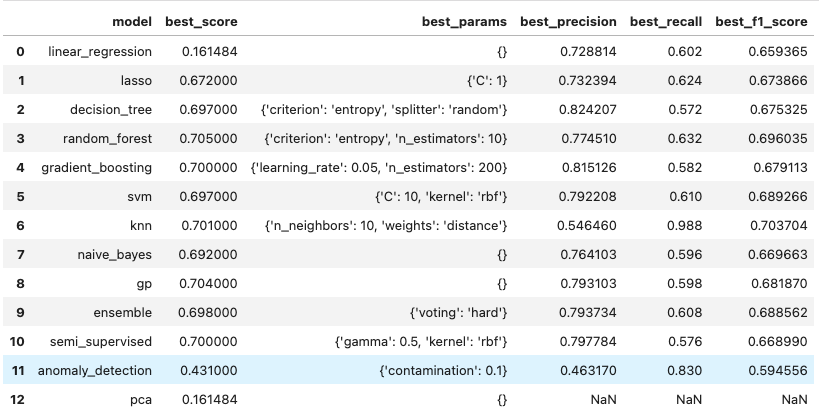 model best_score best_params best_precision best_recall best_f1_score
0 linear_regression 0.161484 {} 0.728814 0.602 0.659365
1 lasso 0.672000 {'C': 1} 0.732394 0.624 0.673866
2 decision_tree 0.697000 {'criterion': 'entropy', 'splitter': 'random'} 0.824207 0.572 0.675325
3 random_forest 0.705000 {'criterion': 'entropy', 'n_estimators': 10} 0.774510 0.632 0.696035
4 gradient_boosting 0.700000 {'learning_rate': 0.05, 'n_estimators': 200} 0.815126 0.582 0.679113
5 svm 0.697000 {'C': 10, 'kernel': 'rbf'} 0.792208 0.610 0.689266
6 knn 0.701000 {'n_neighbors': 10, 'weights': 'distance'} 0.546460 0.988 0.703704
7 naive_bayes 0.692000 {} 0.764103 0.596 0.669663
8 gp 0.704000 {} 0.793103 0.598 0.681870
9 ensemble 0.698000 {'voting': 'hard'} 0.793734 0.608 0.688562
10 semi_supervised 0.700000 {'gamma': 0.5, 'kernel': 'rbf'} 0.797784 0.576 0.668990
11 anomaly_detection 0.431000 {'contamination': 0.1} 0.463170 0.830 0.594556
12 pca 0.161484 {} NaN NaN NaN